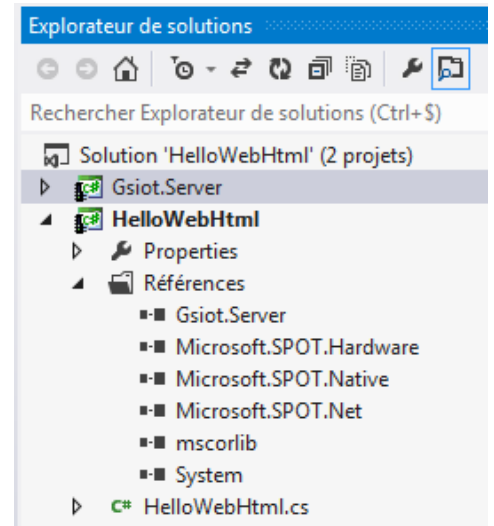 Explorateur de solutions
Rechercher Explorateur de solutions (Ctrl+$)
Solution 'HelloWebHtml' (2 projets)
C# Gsiot.Server
C# HelloWebHtml
Properties
Références
Gsiot.Server
Microsoft.SPOT.Hardware
Microsoft.SPOT.Native
Microsoft.SPOT.Net
mscorlib
System
C# HelloWebHtml.cs